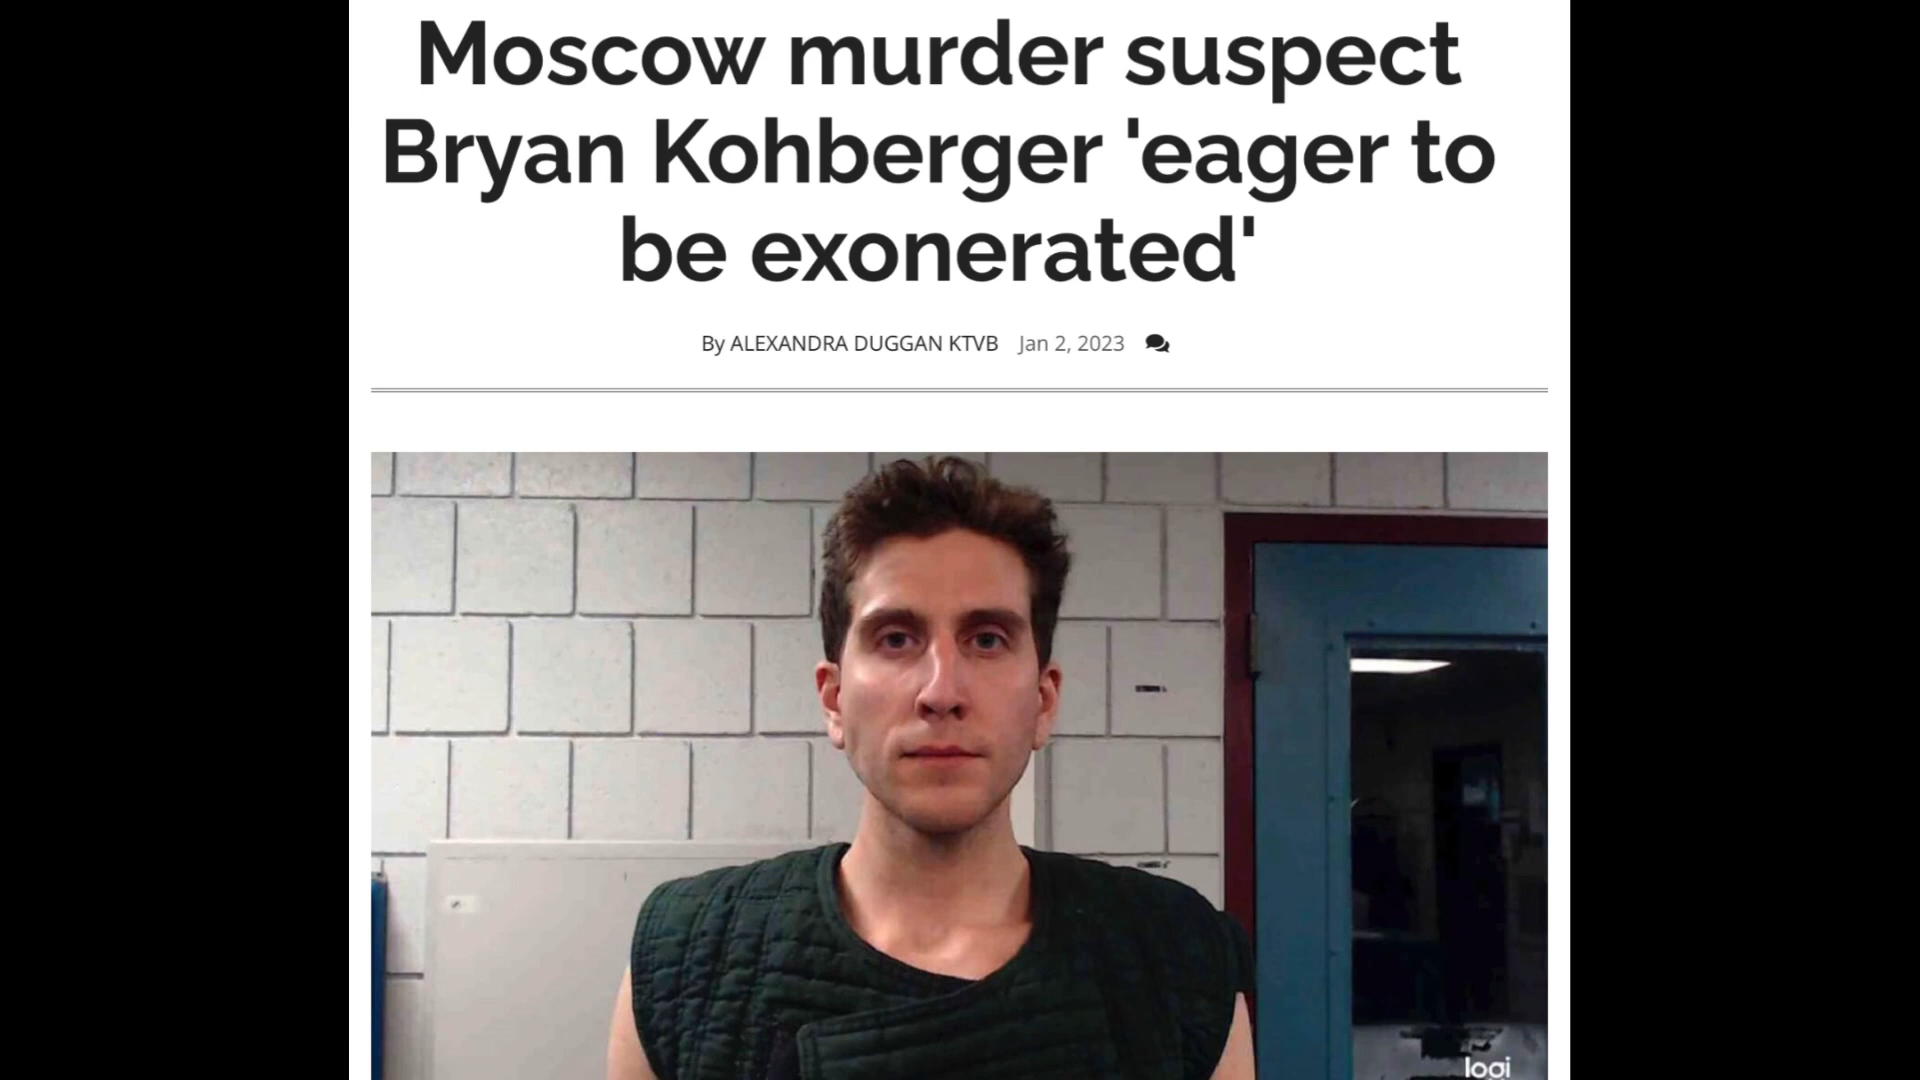 Moscow murder suspect
Bryan Kohberger 'eager to
be exonerated'
By ALEXANDRA DUGGAN KTVB Jan 2, 2023
logi